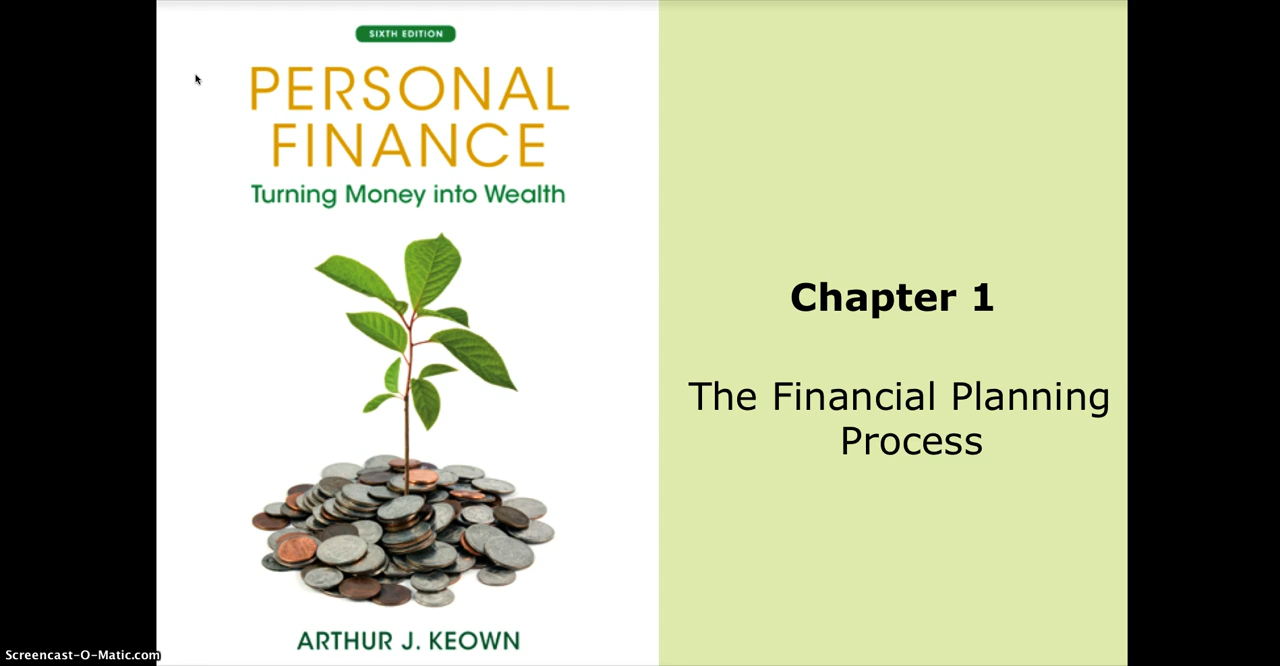 SIXTH EDITION
PERSONAL
FINANCE
Turning Money into Wealth
ARTHUR J. KEOWN
Chapter 1
The Financial Planning
Process
Screencast-O-Matic.com